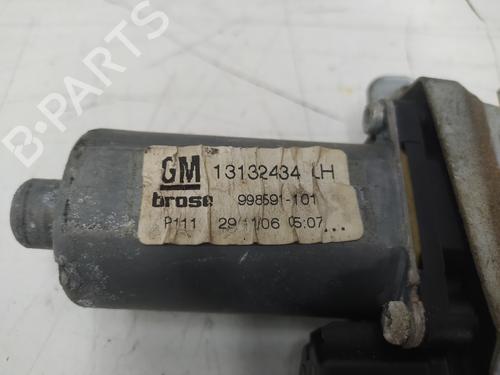 B-PARTS
GM 13132434 LH
brose 998591-101
P111 29/11/06 05:07